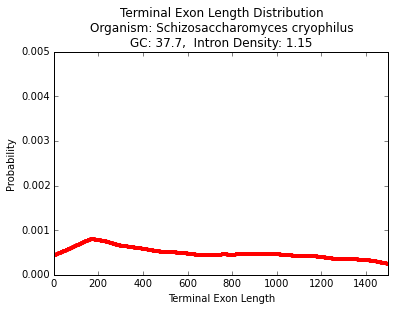 Terminal Exon Length Distribution
Organism: Schizosaccharomyces cryophilus
GC: 37.7,  Intron Density: 1.15
0.005
0.004
0.003
0.002
0.001
0.000
Probability
0 200 400 600 800 1000 1200 1400
Terminal Exon Length